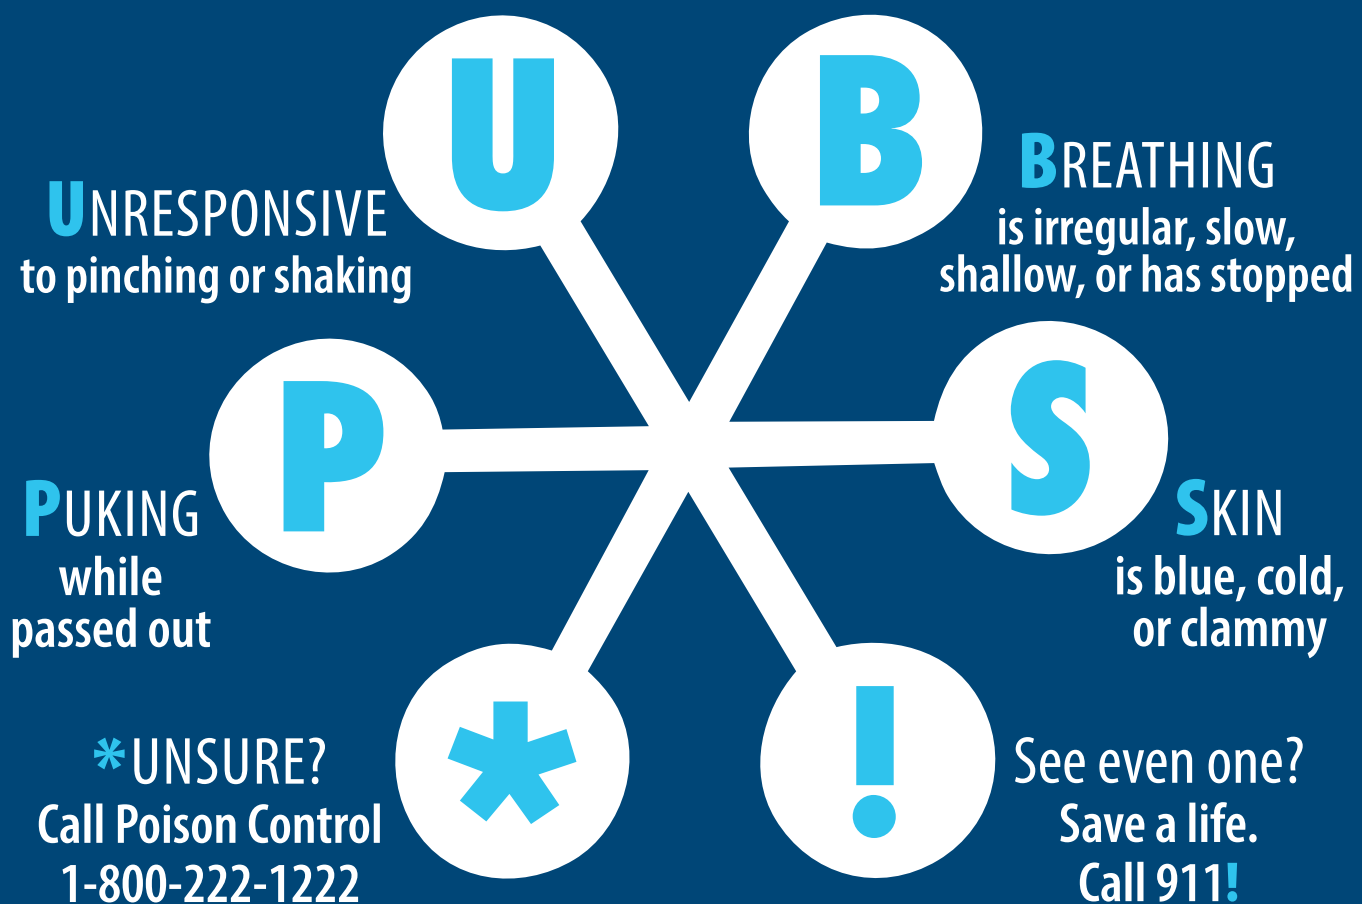 U
B
UNRESPONSIVE
to pinching or shaking
BREATHING
is irregular, slow,
shallow, or has stopped
P
S
PUKING
while
passed out
SKIN
is blue, cold,
or clammy
*
!
*UNSURE?
Call Poison Control
1-800-222-1222
See even one?
Save a life.
Call 911!